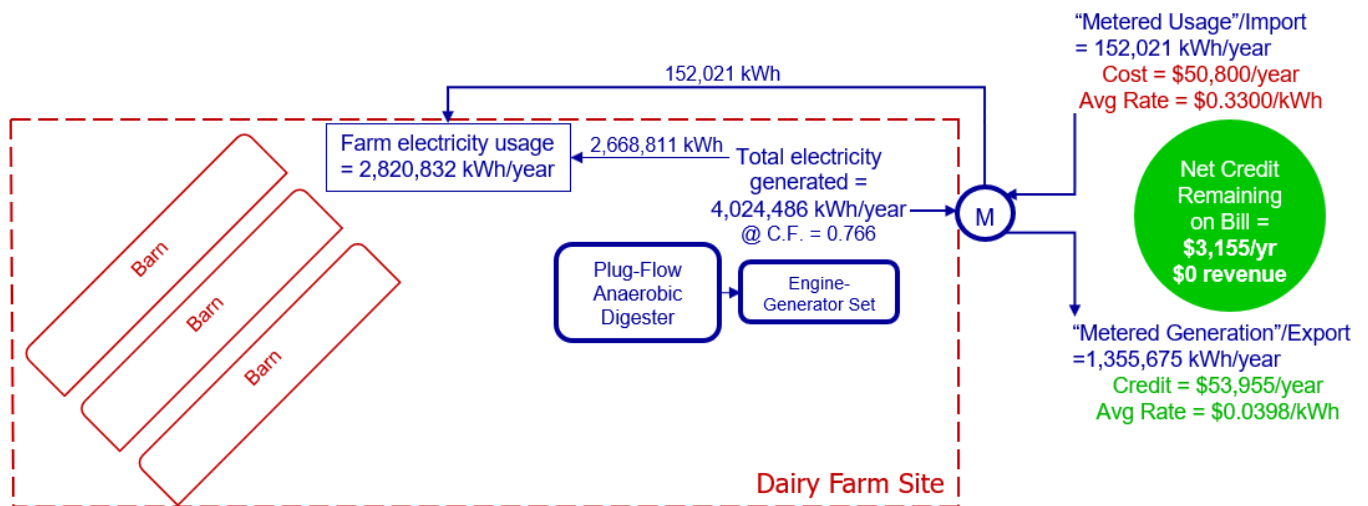 “Metered Usage”/Import
= 152,021 kWh/year
Cost = $50,800/year
Avg Rate = $0.3300/kWh
152,021 kWh
Farm electricity usage
= 2,820,832 kWh/year
2,668,811 kWh
Total electricity
generated =
4,024,486 kWh/year
@ C.F. = 0.766
M
Net Credit
Remaining
on Bill =
$3,155/yr
$0 revenue
Barn
Barn
Barn
Plug-Flow
Anaerobic
Digester
Engine-
Generator Set
“Metered Generation”/Export
=1,355,675 kWh/year
Credit = $53,955/year
Avg Rate = $0.0398/kWh
Dairy Farm Site